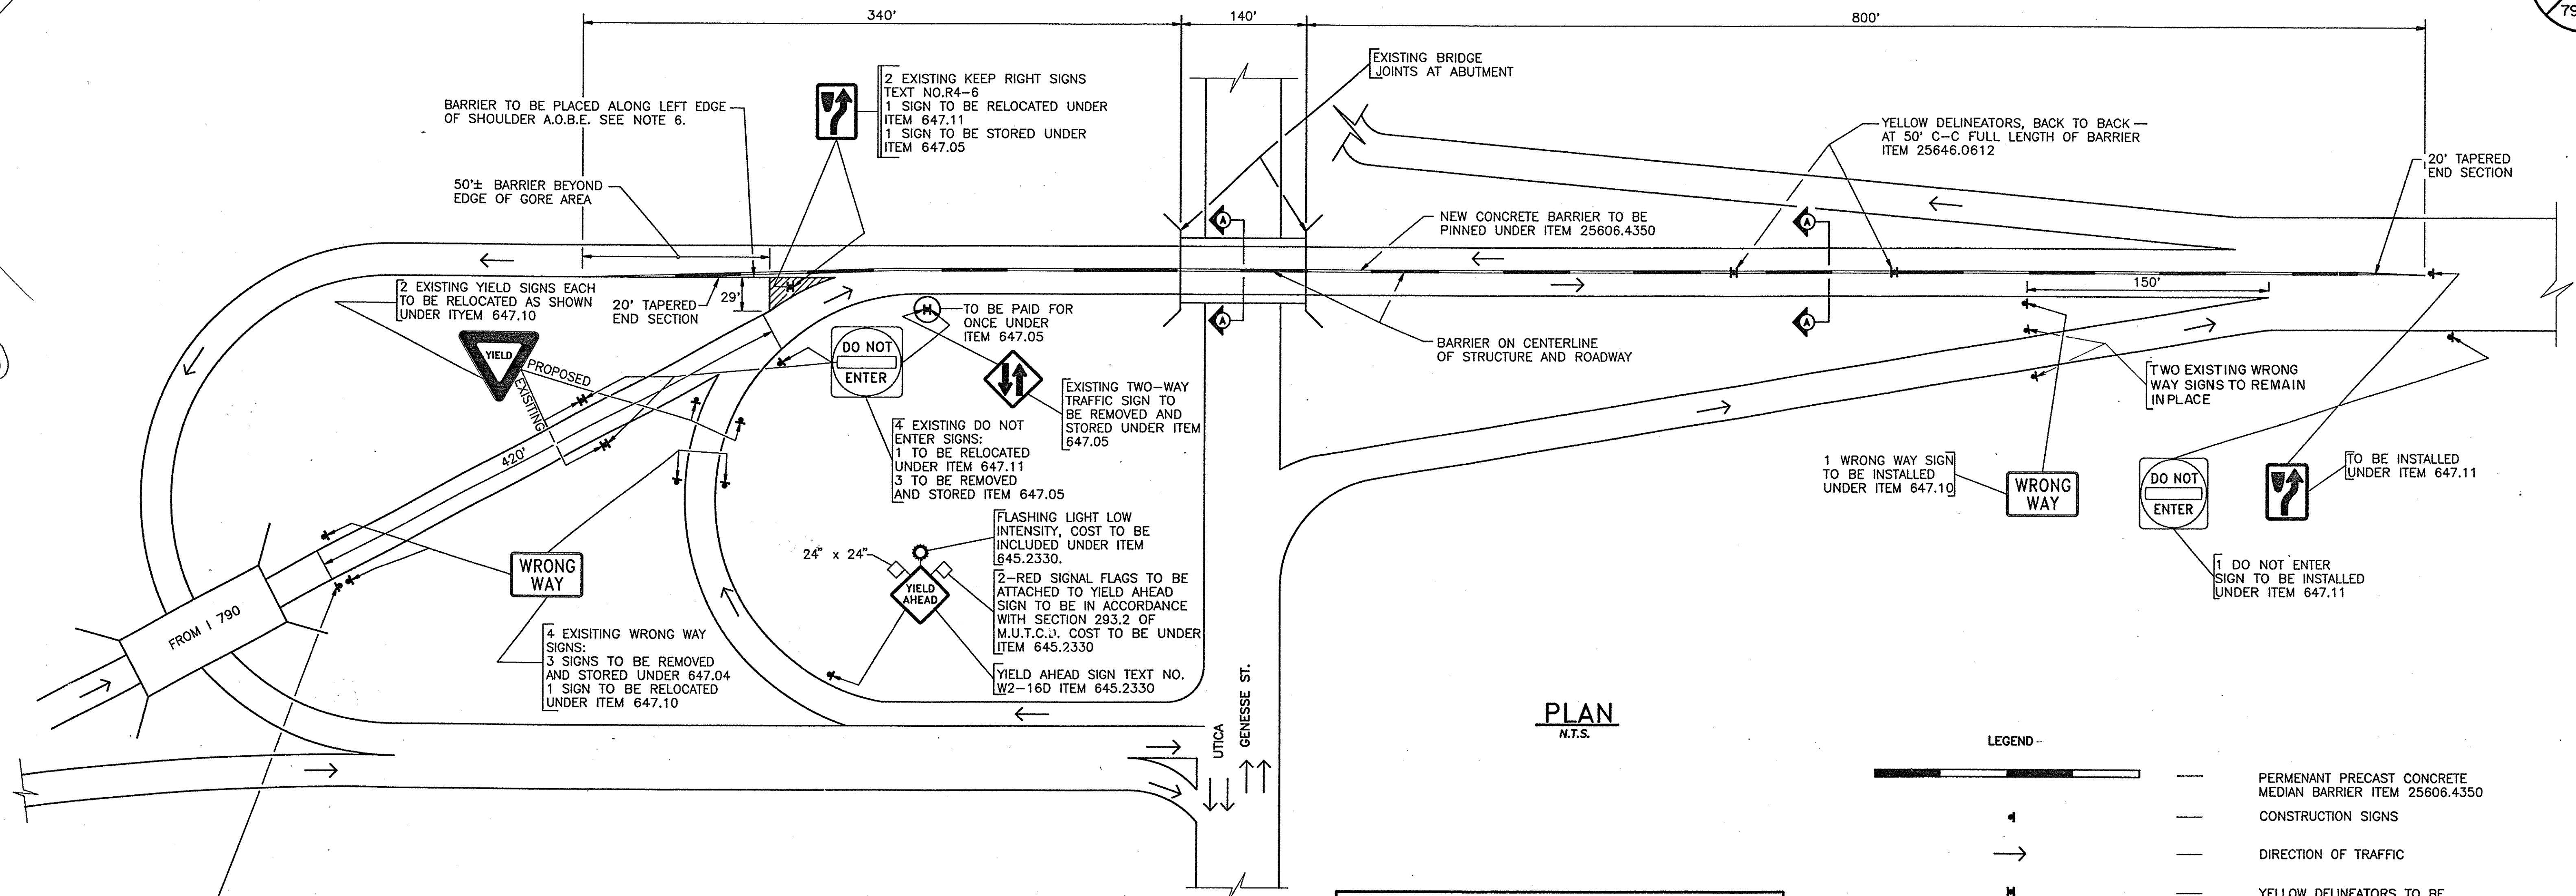 340'
140'
800'
79
EXISTING BRIDGE
JOINTS AT ABUTMENT
2 EXISTING KEEP RIGHT SIGNS
TEXT NO.R4-6
1 SIGN TO BE RELOCATED UNDER
ITEM 647.11
1 SIGN TO BE STORED UNDER
ITEM 647.05
BARRIER TO BE PLACED ALONG LEFT EDGE
OF SHOULDER A.O.B.E. SEE NOTE 6.
YELLOW DELINEATORS, BACK TO BACK
AT 50' C-C FULL LENGTH OF BARRIER
ITEM 25646.0612
20' TAPERED
END SECTION
50'± BARRIER BEYOND
EDGE OF GORE AREA
NEW CONCRETE BARRIER TO BE
PINNED UNDER ITEM 25606.4350
A
A
2 EXISTING YIELD SIGNS EACH
TO BE RELOCATED AS SHOWN
UNDER ITYEM 647.10
20' TAPERED
END SECTION
29'
150'
TO BE PAID FOR
ONCE UNDER
ITEM 647.05
A
A
BARRIER ON CENTERLINE
OF STRUCTURE AND ROADWAY
YIELD
PROPOSED
EXISITING
DO NOT
ENTER
EXISTING TWO-WAY
TRAFFIC SIGN TO
BE REMOVED AND
STORED UNDER ITEM
647.05
TWO EXISTING WRONG
WAY SIGNS TO REMAIN
IN PLACE
4 EXISTING DO NOT
ENTER SIGNS:
1 TO BE RELOCATED
UNDER ITEM 647.11
3 TO BE REMOVED
AND STORED ITEM 647.05
420'
1 WRONG WAY SIGN
TO BE INSTALLED
UNDER ITEM 647.10
WRONG
WAY
DO NOT
ENTER
TO BE INSTALLED
UNDER ITEM 647.11
FLASHING LIGHT LOW
INTENSITY, COST TO BE
INCLUDED UNDER ITEM
645.2330.
24" x 24"
YIELD
AHEAD
2-RED SIGNAL FLAGS TO BE
ATTACHED TO YIELD AHEAD
SIGN TO BE IN ACCORDANCE
WITH SECTION 293.2 OF
M.U.T.C.D. COST TO BE UNDER
ITEM 645.2330
YIELD AHEAD SIGN TEXT NO.
W2-16D ITEM 645.2330
WRONG
WAY
1 DO NOT ENTER
SIGN TO BE INSTALLED
UNDER ITEM 647.11
FROM I 790
4 EXISITING WRONG WAY
SIGNS:
3 SIGNS TO BE REMOVED
AND STORED UNDER 647.04
1 SIGN TO BE RELOCATED
UNDER ITEM 647.10
UTICA
GENESSE ST.
PLAN
N.T.S.
LEGEND
PERMENANT PRECAST CONCRETE
MEDIAN BARRIER ITEM 25606.4350
CONSTRUCTION SIGNS
DIRECTION OF TRAFFIC
YELLOW DELINEATORS TO BE